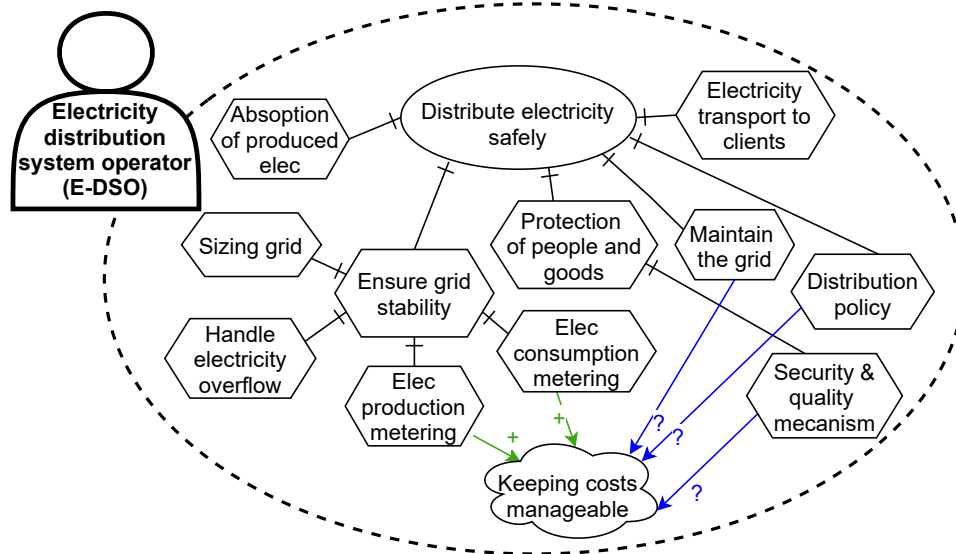 Electricity
distribution
system operator
(E-DSO)
Absoption
of produced
elec
Distribute electricity
safely
Electricity
transport to
clients
Sizing grid
Ensure grid
stability
Protection
of people and
goods
Maintain
the grid
Distribution
policy
Handle
electricity
overflow
Elec
production
metering
Elec
consumption
metering
Security &
quality
mecanism
+
+
?
?
?
Keeping costs
manageable